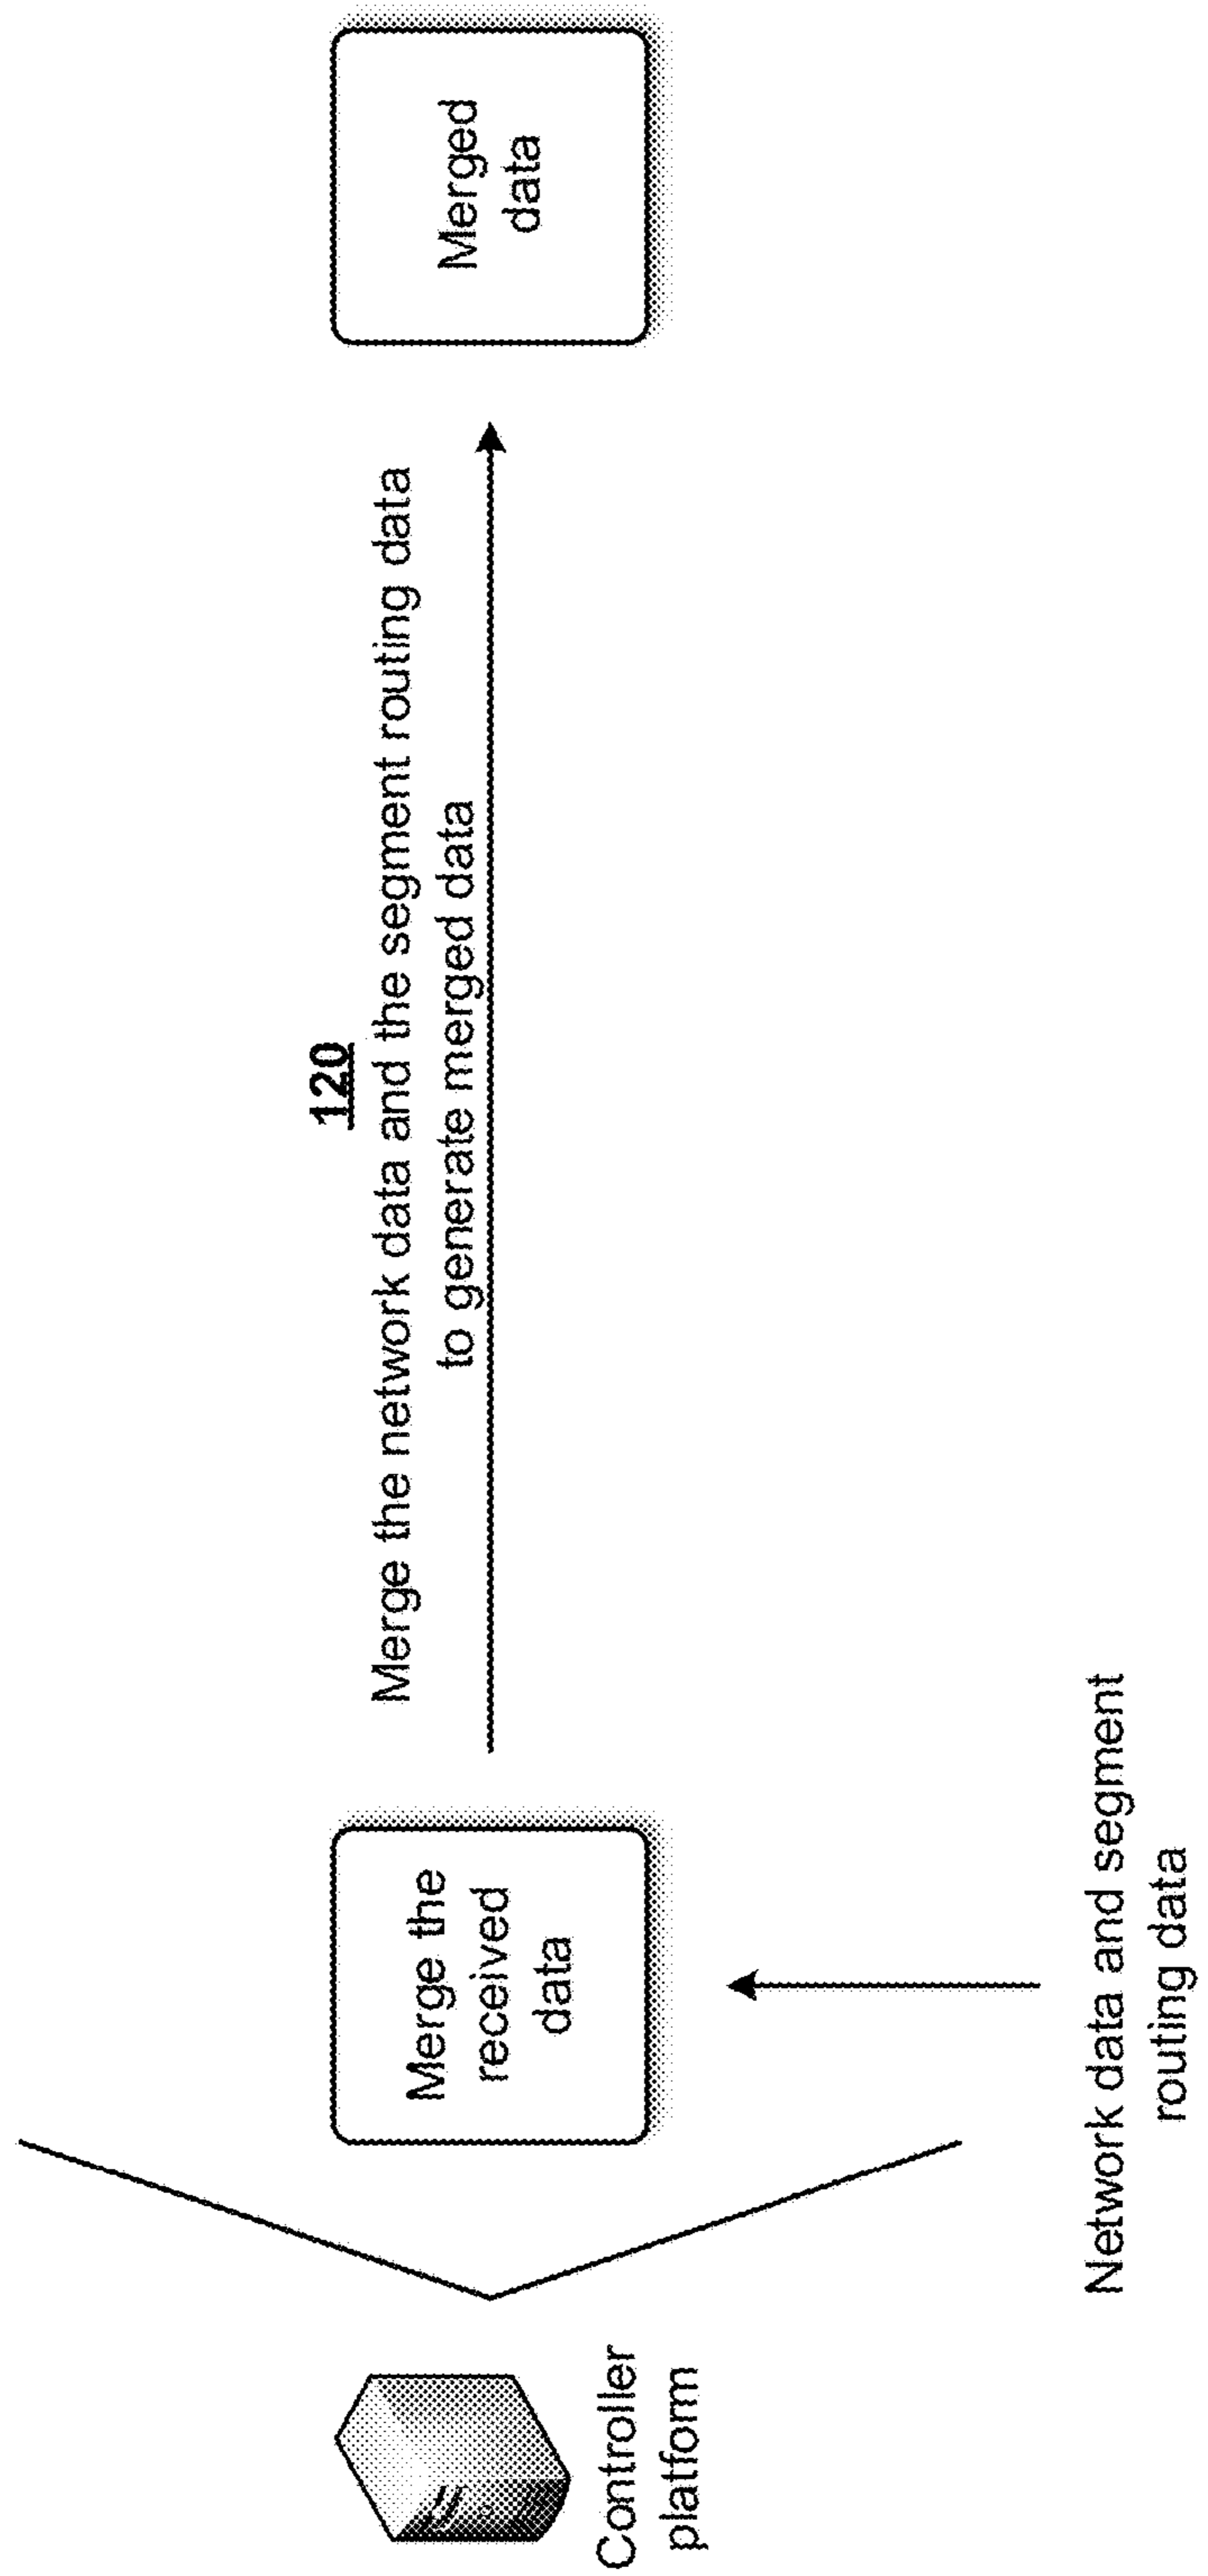 Controller
platform
Merge the
received
data
Network data and segment
routing data
120
Merge the network data and the segment routing data
to generate merged data
Merged
data